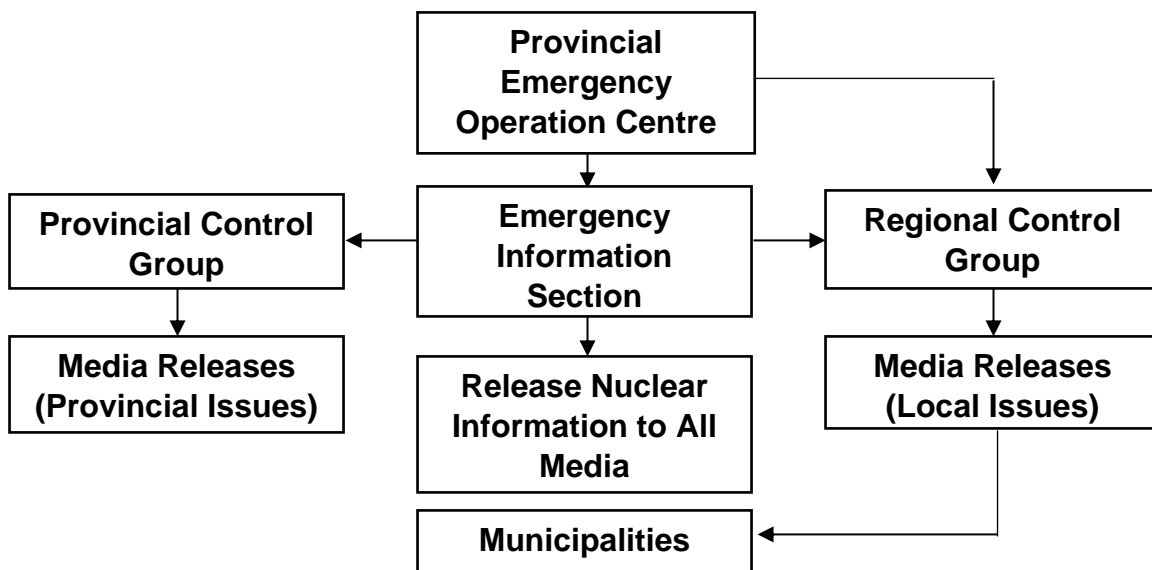 Provincial
Emergency
Operation Centre
Provincial Control
Group
Emergency
Information
Section
Regional Control
Group
Media Releases
(Provincial Issues)
Release Nuclear
Information to All
Media
Media Releases
(Local Issues)
Municipalities